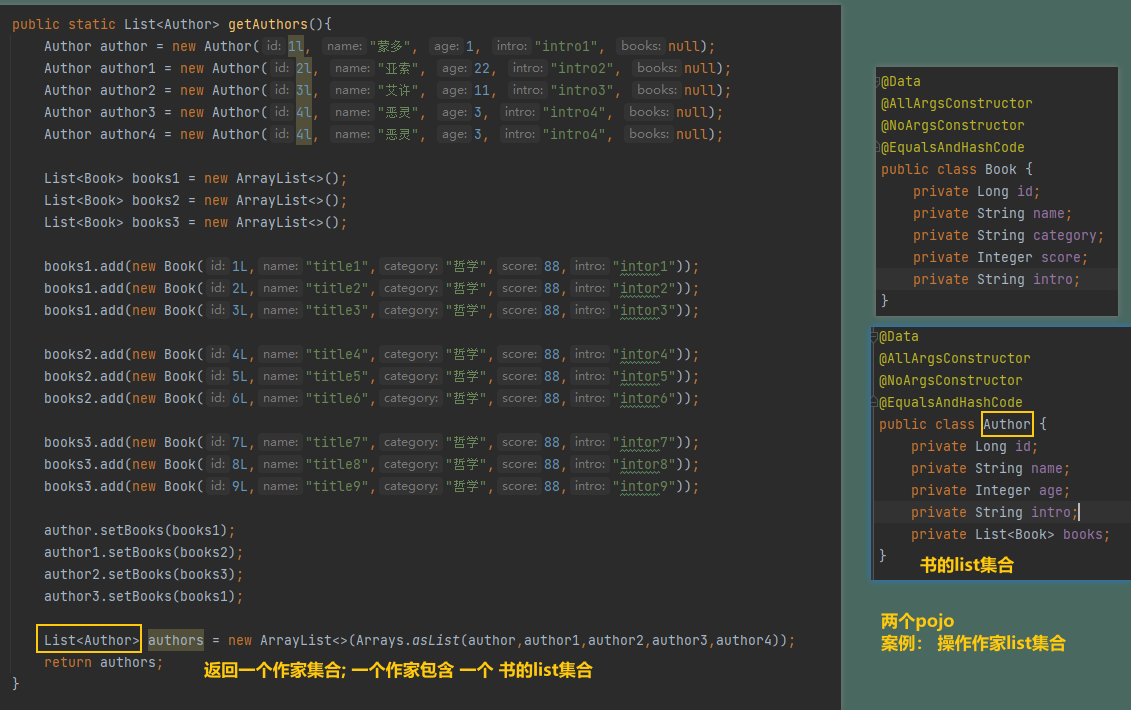 public static List<Author> getAuthors(){
Author author = new Author( id: 1l, name: "蒙多", age: 1, intro: "intro1", books: null);
Author author1 = new Author( id: 2l, name: "亚索", age: 22, intro: "intro2", books: null);
Author author2 = new Author( id: 3l, name: "艾许", age: 11, intro: "intro3", books: null);
Author author3 = new Author( id: 4l, name: "恶灵", age: 3, intro: "intro4", books: null);
Author author4 = new Author( id: 4l, name: "恶灵", age: 3, intro: "intro4", books: null);
List<Book> books1 = new ArrayList<>();
List<Book> books2 = new ArrayList<>();
List<Book> books3 = new ArrayList<>();
books1.add(new Book( id: 1L, name: "title1", category: "哲学", score: 88, intro: "intor1"));
books1.add(new Book( id: 2L, name: "title2", category: "哲学", score: 88, intro: "intor2"));
books1.add(new Book( id: 3L, name: "title3", category: "哲学", score: 88, intro: "intor3"));
books2.add(new Book( id: 4L, name: "title4", category: "哲学", score: 88, intro: "intor4"));
books2.add(new Book( id: 5L, name: "title5", category: "哲学", score: 88, intro: "intor5"));
books2.add(new Book( id: 6L, name: "title6", category: "哲学", score: 88, intro: "intor6"));
books3.add(new Book( id: 7L, name: "title7", category: "哲学", score: 88, intro: "intor7"));
books3.add(new Book( id: 8L, name: "title8", category: "哲学", score: 88, intro: "intor8"));
books3.add(new Book( id: 9L, name: "title9", category: "哲学", score: 88, intro: "intor9"));
author.setBooks(books1);
author1.setBooks(books2);
author2.setBooks(books3);
author3.setBooks(books1);
List<Author> authors = new ArrayList<>(Arrays.asList(author,author1,author2,author3,author4));
return authors;
返回一个作家集合; 一个作家包含 一个 书的list集合
}
@Data
@AllArgsConstructor
@NoArgsConstructor
@EqualsAndHashCode
public class Book {
private Long id;
private String name;
private String category;
private Integer score;
private String intro;
}
@Data
@AllArgsConstructor
@NoArgsConstructor
@EqualsAndHashCode
public class Author {
private Long id;
private String name;
private Integer age;
private String intro;
private List<Book> books;
}
书的list集合
两个pojo
案例: 操作作家list集合